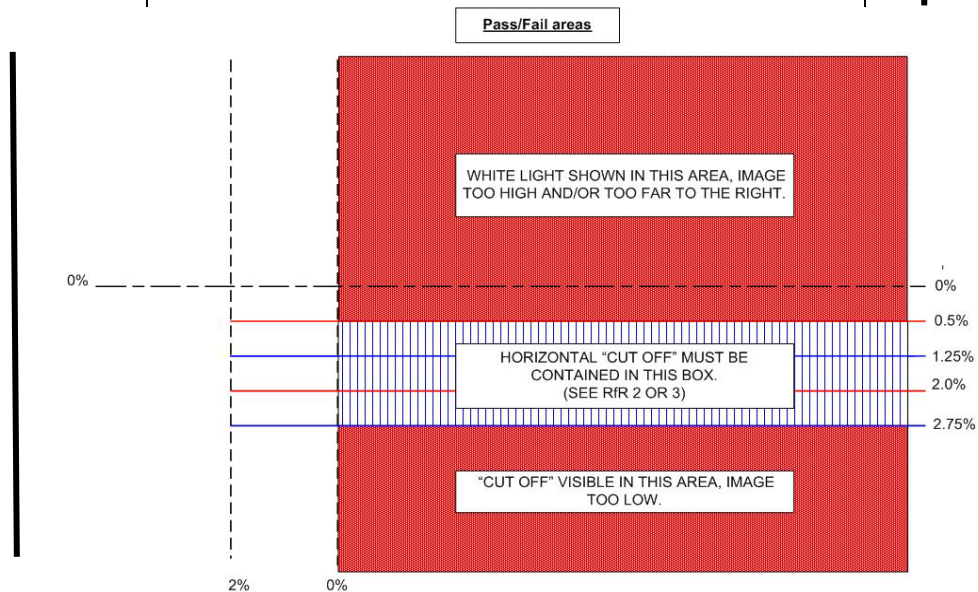 Pass/Fail areas
WHITE LIGHT SHOWN IN THIS AREA, IMAGE
TOO HIGH AND/OR TOO FAR TO THE RIGHT.
0%
0%
0.5%
HORIZONTAL “CUT OFF” MUST BE
CONTAINED IN THIS BOX.
(SEE RfR 2 OR 3)
1.25%
2.0%
2.75%
“CUT OFF” VISIBLE IN THIS AREA, IMAGE
TOO LOW.
2%
0%